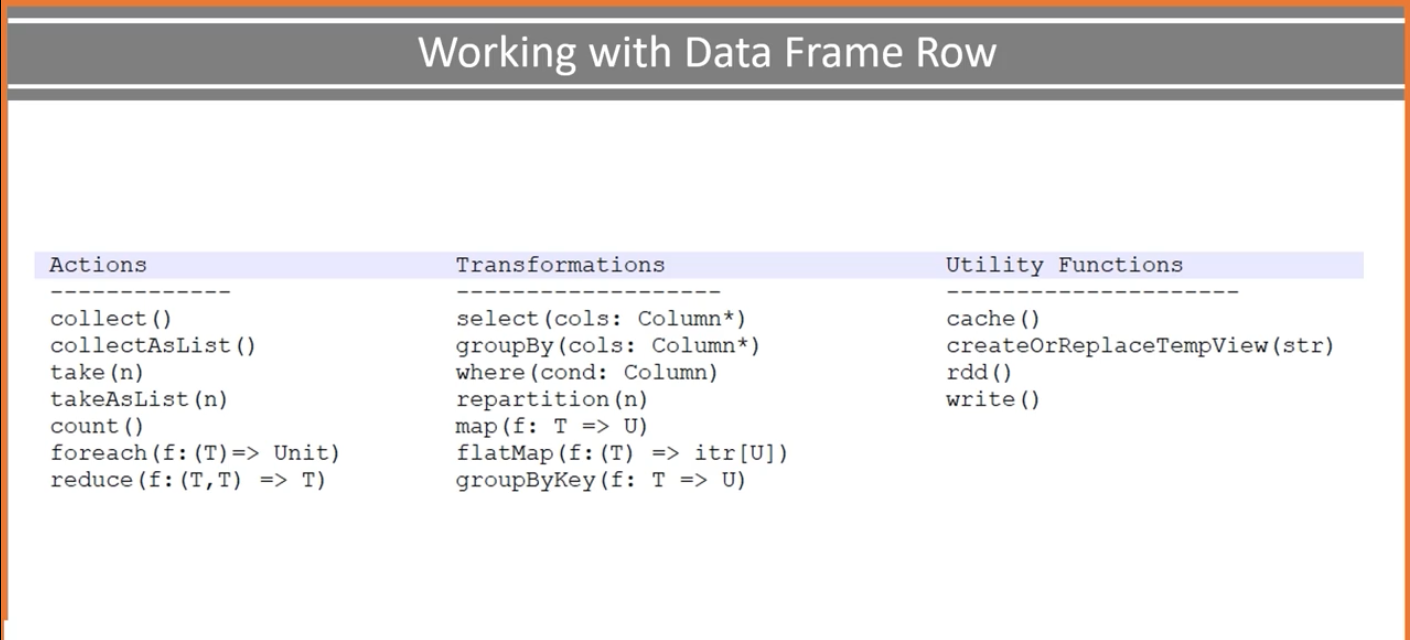 Working with Data Frame Row
Actions Transformations Utility Functions
------------- ------------------- ---------------------
collect() select(cols: Column*) cache()
collectAsList() groupBy(cols: Column*) createOrReplaceTempView(str)
take(n) where(cond: Column) rdd()
takeAsList(n) repartition(n) write()
count() map(f: T => U)
foreach(f:(T)=> Unit) flatMap(f:(T) => itr[U])
reduce(f:(T,T) => T) groupByKey(f: T => U)